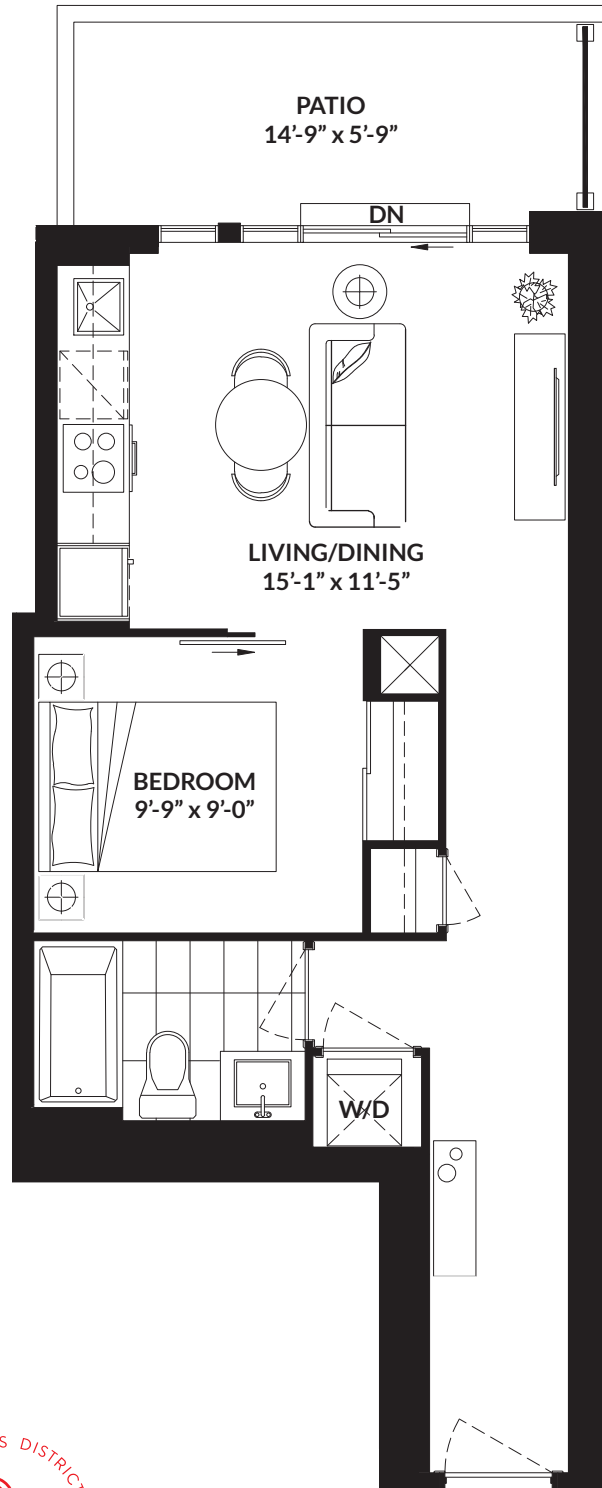 PATIO
14’-9” x 5’-9”
DN
LIVING/DINING
15’-1” x 11’-5”
BEDROOM
9’-9” x 9’-0”
W/D